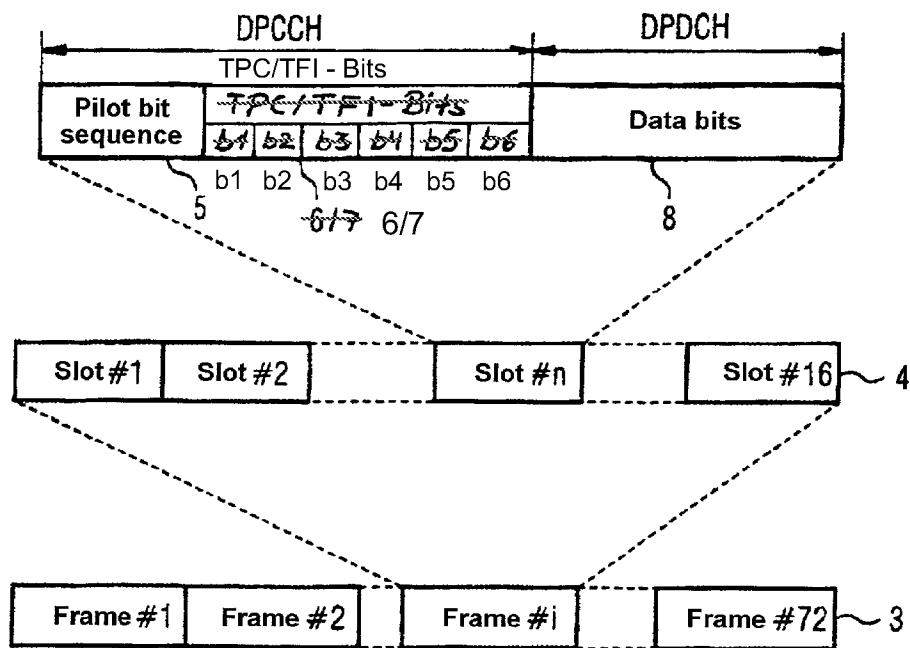 DPCCH DPDCH
TPC/TFI - Bits
Pilot bit sequence TPC/TFI-Bits Data bits
b1 b2 b3 b4 b5 b6
b1 b2 b3 b4 b5 b6
5 6/7 6/7 8
Slot #1 Slot #2 Slot #n Slot #16 4
Frame #1 Frame #2 Frame #i Frame #72 3